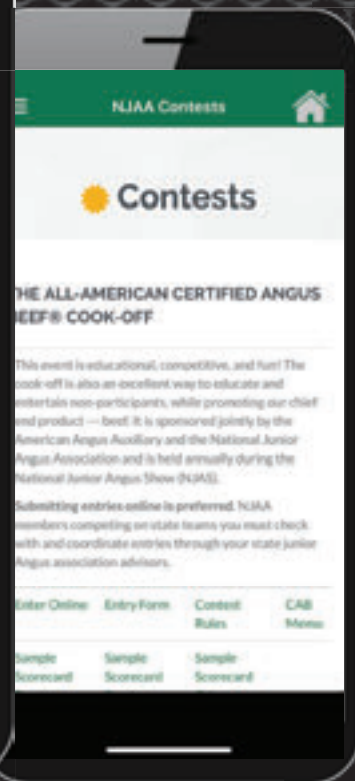 NJAA Contests
Contests
THE ALL-AMERICAN CERTIFIED ANGUS
BEEF® COOK-OFF
This event is educational, competitive, and fun! The
cook-off is also an excellent way to educate and
entertain non-participants, while promoting our chief
end product — beef. It is sponsored jointly by the
American Angus Auxiliary and the National Junior
Angus Association and is held annually during the
National Junior Angus Show (NJAS).
Submitting entries online is preferred. NJAA
members competing on state teams you must check
with and coordinate entries through your state junior
Angus association advisors.
Enter Online Entry Form Contest CAB
Rules Memo
Sample Sample Sample
Scorecard Scorecard Scorecard